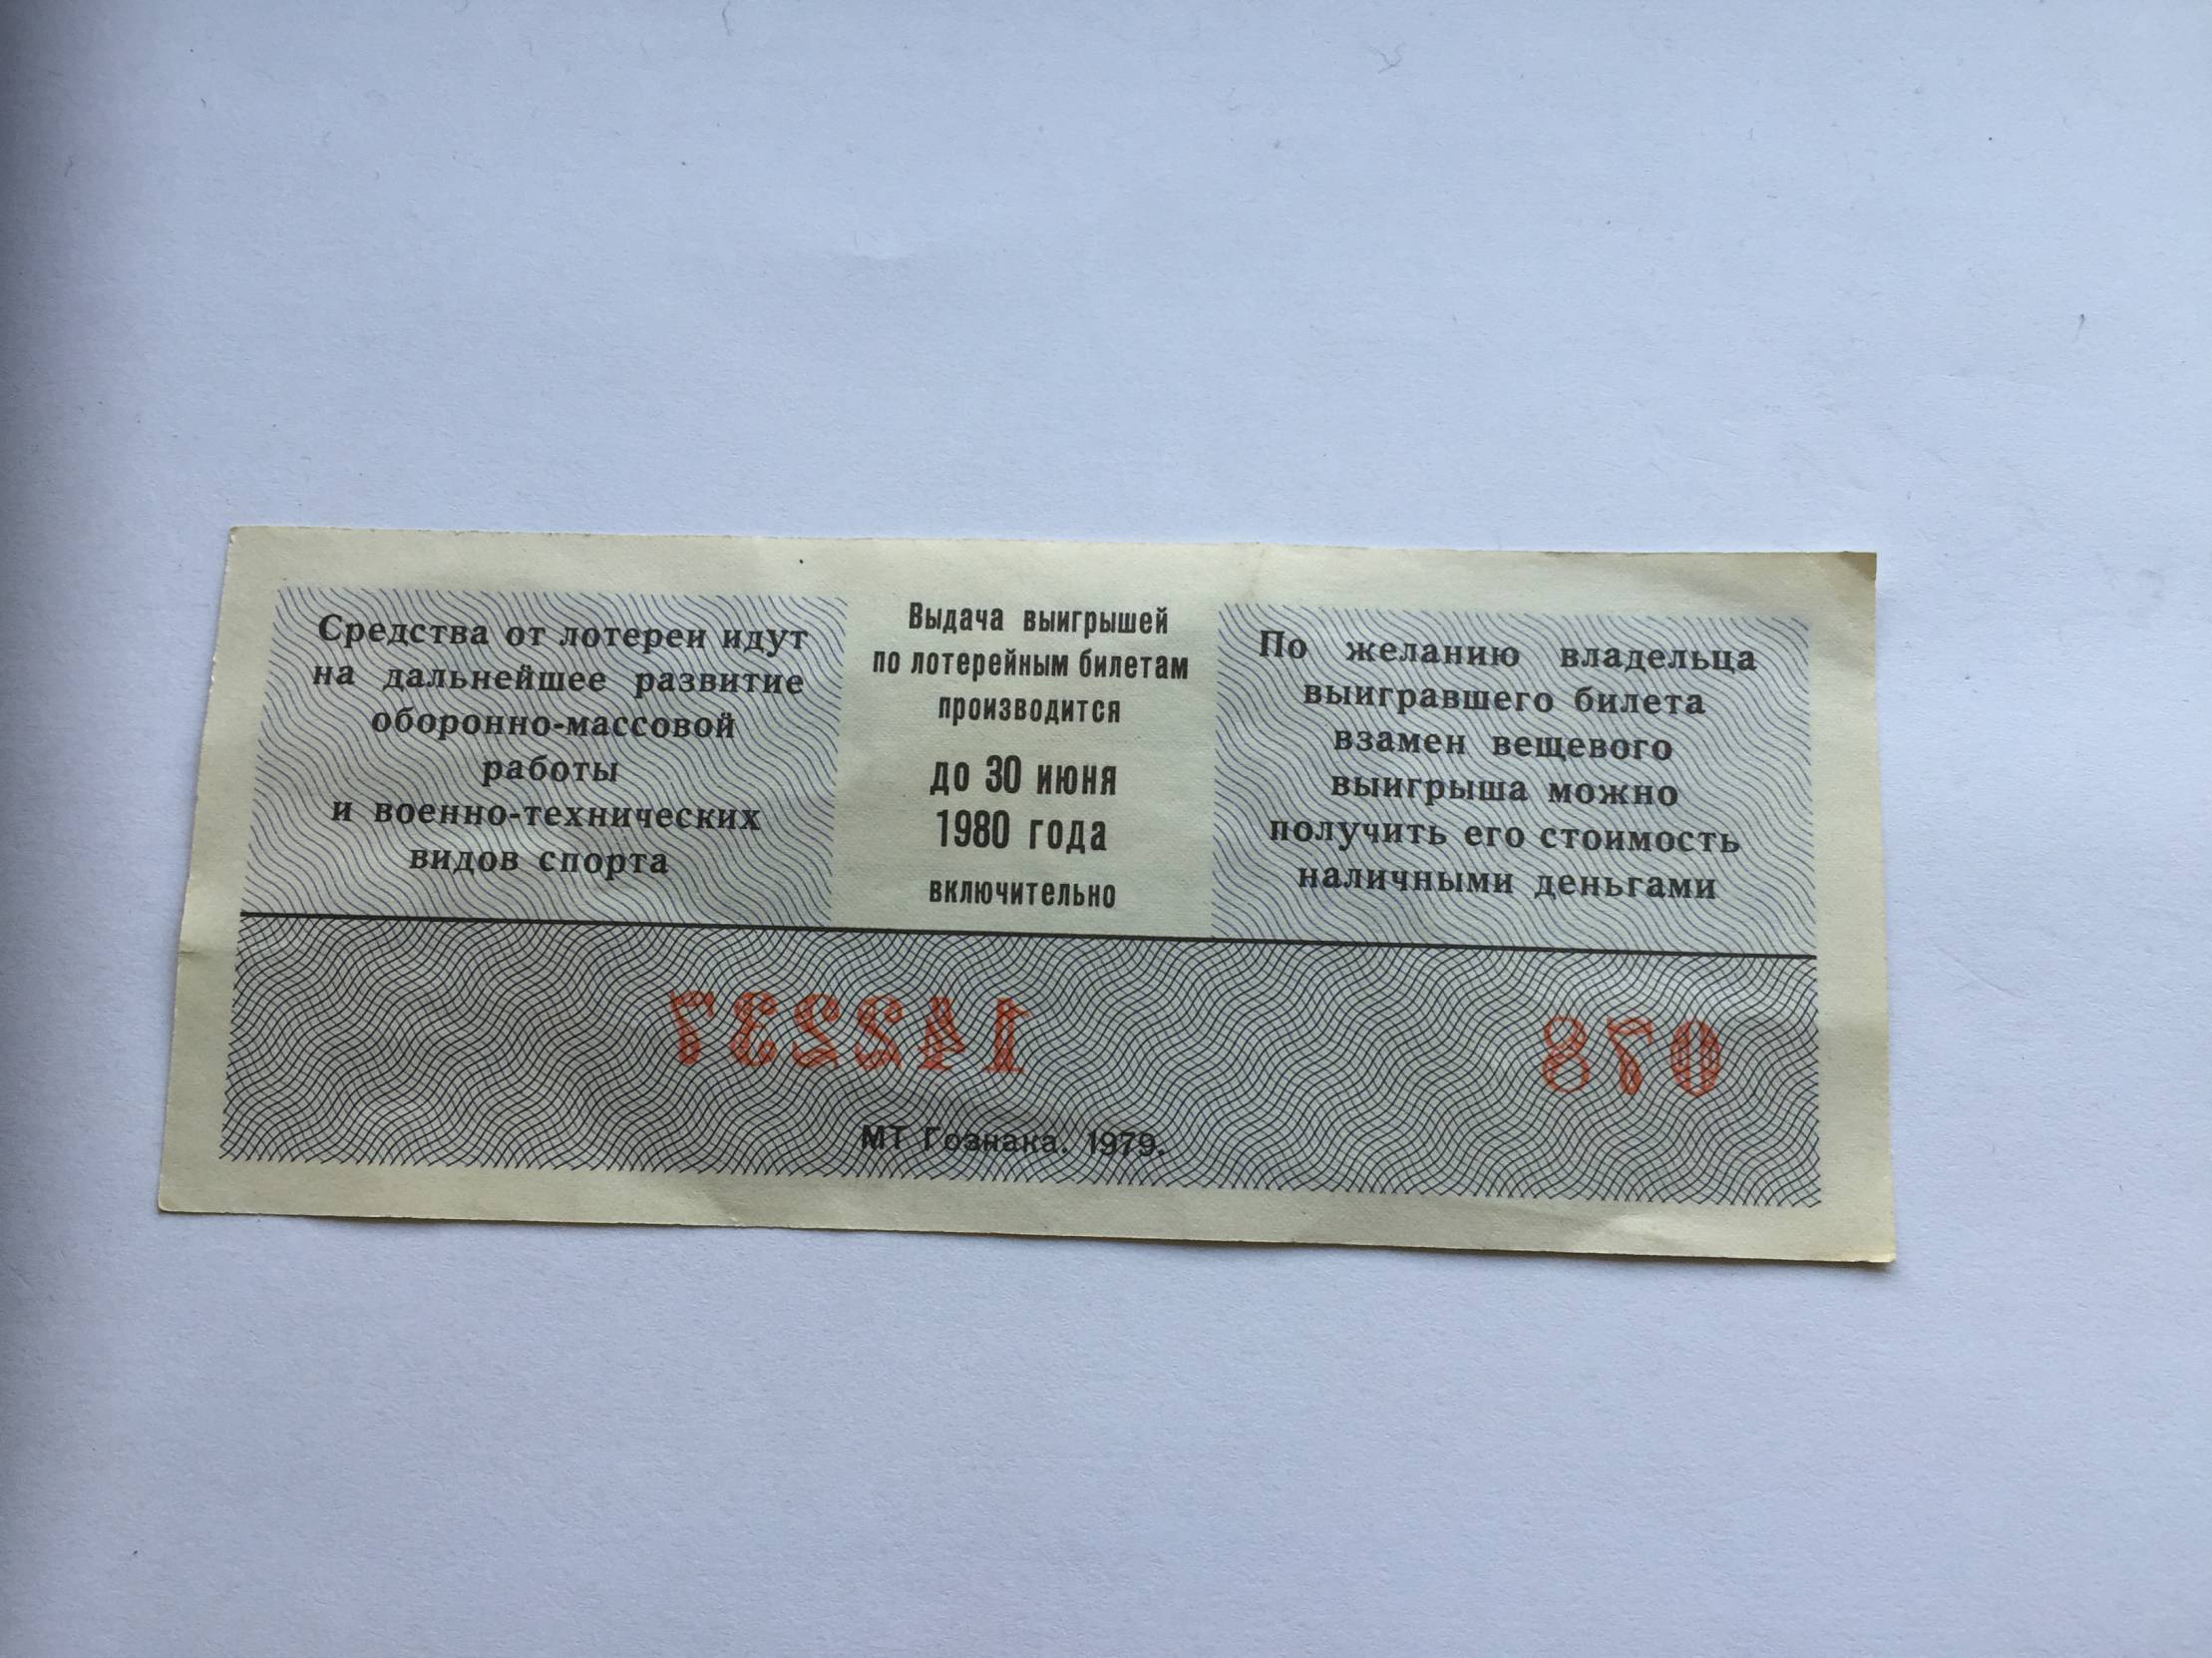 Средства от лотереи идут
на дальнейшее развитие
оборонно-массовой
работы
и военно-технических
видов спорта
Выдача выигрышей
по лотерейным билетам
производится
до 30 июня
1980 года
включительно
По желанию владельца
выигравшего билета
взамен вещевого
выигрыша можно
получить его стоимость
наличными деньгами
142237
078
МТ Гознака. 1979.